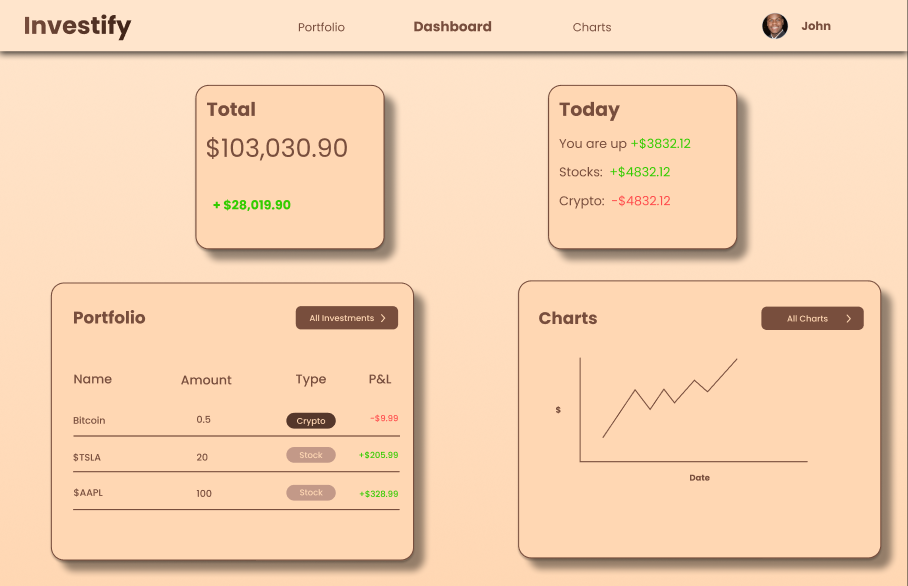 Investify
Portfolio
Dashboard
Charts
John
Total
$103,030.90
+ $28,019.90
Today
You are up +$3832.12
Stocks: +$4832.12
Crypto: -$4832.12
Portfolio
All Investments
Name Amount Type P&L
Bitcoin 0.5 Crypto -$9.99
$TSLA 20 Stock +$205.99
$AAPL 100 Stock +$328.99
Charts
All Charts
$
Date